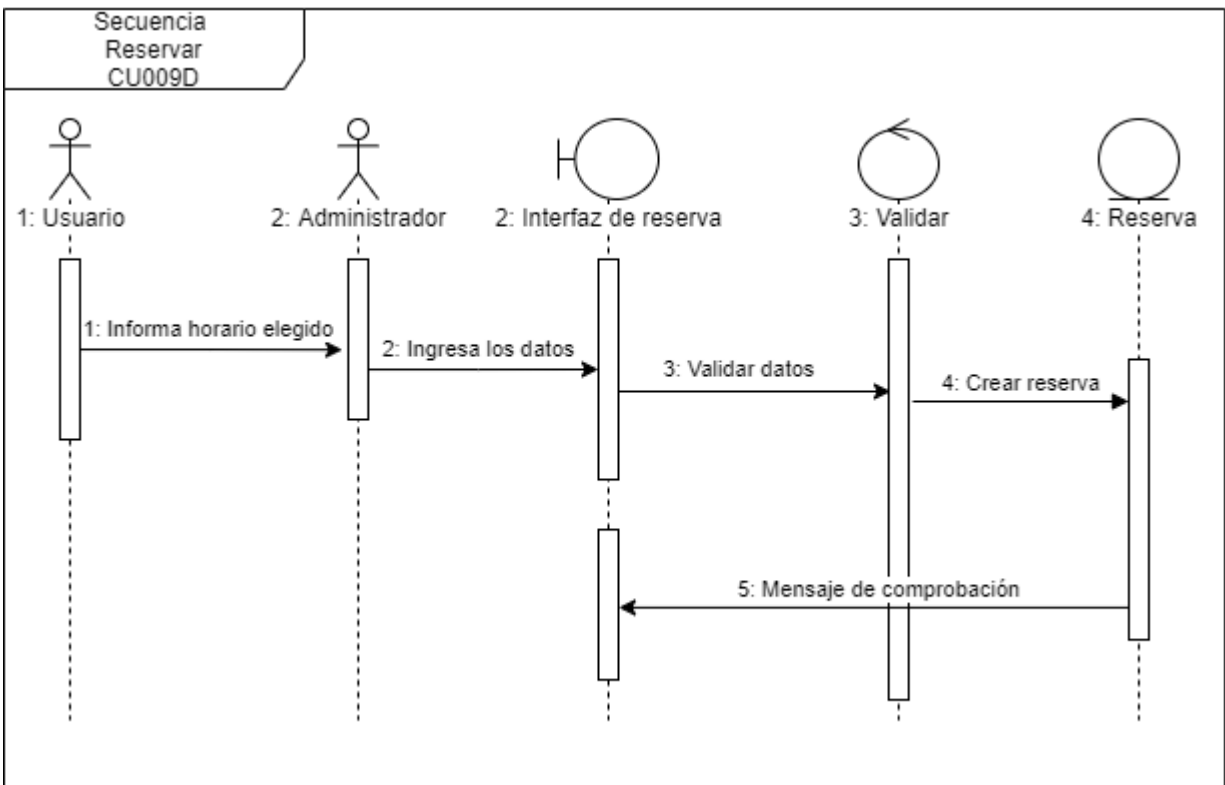 Secuencia
Reservar
CU009D
1: Usuario
2: Administrador
2: Interfaz de reserva
3: Validar
4: Reserva
1: Informa horario elegido
2: Ingresa los datos
3: Validar datos
4: Crear reserva
5: Mensaje de comprobación